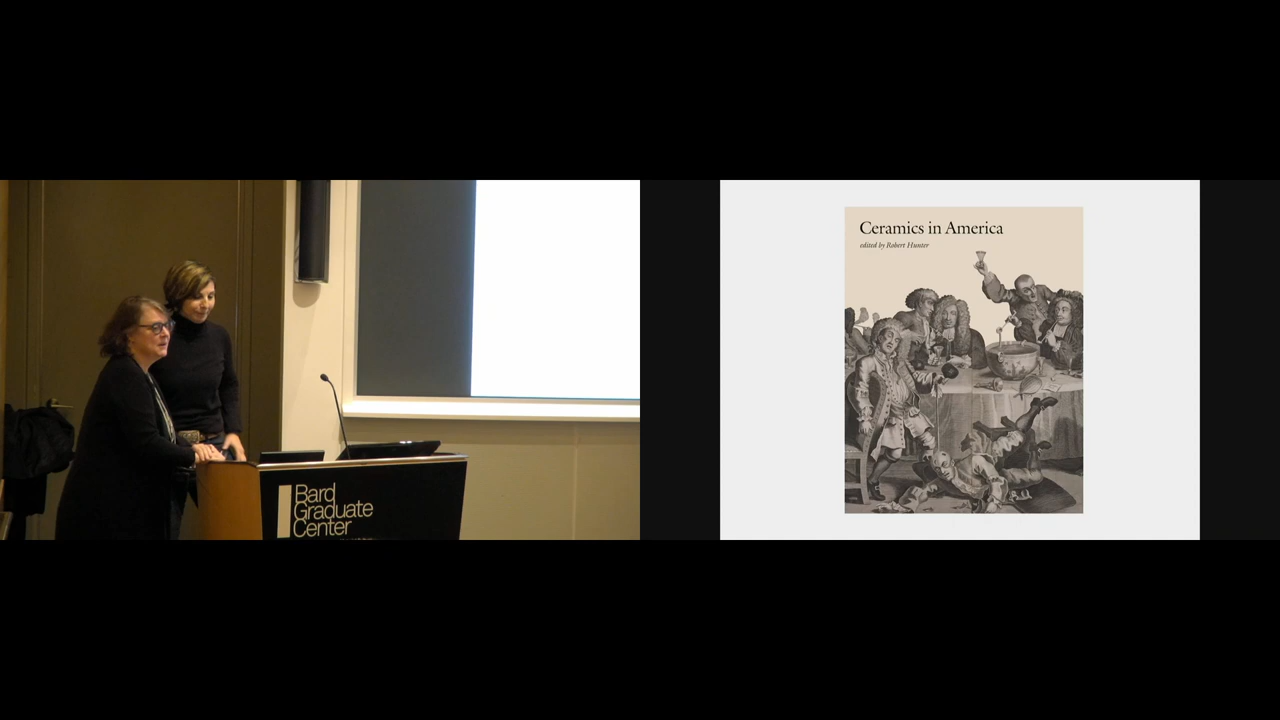 Bard
Graduate
Center
Ceramics in America
edited by Robert Hunter